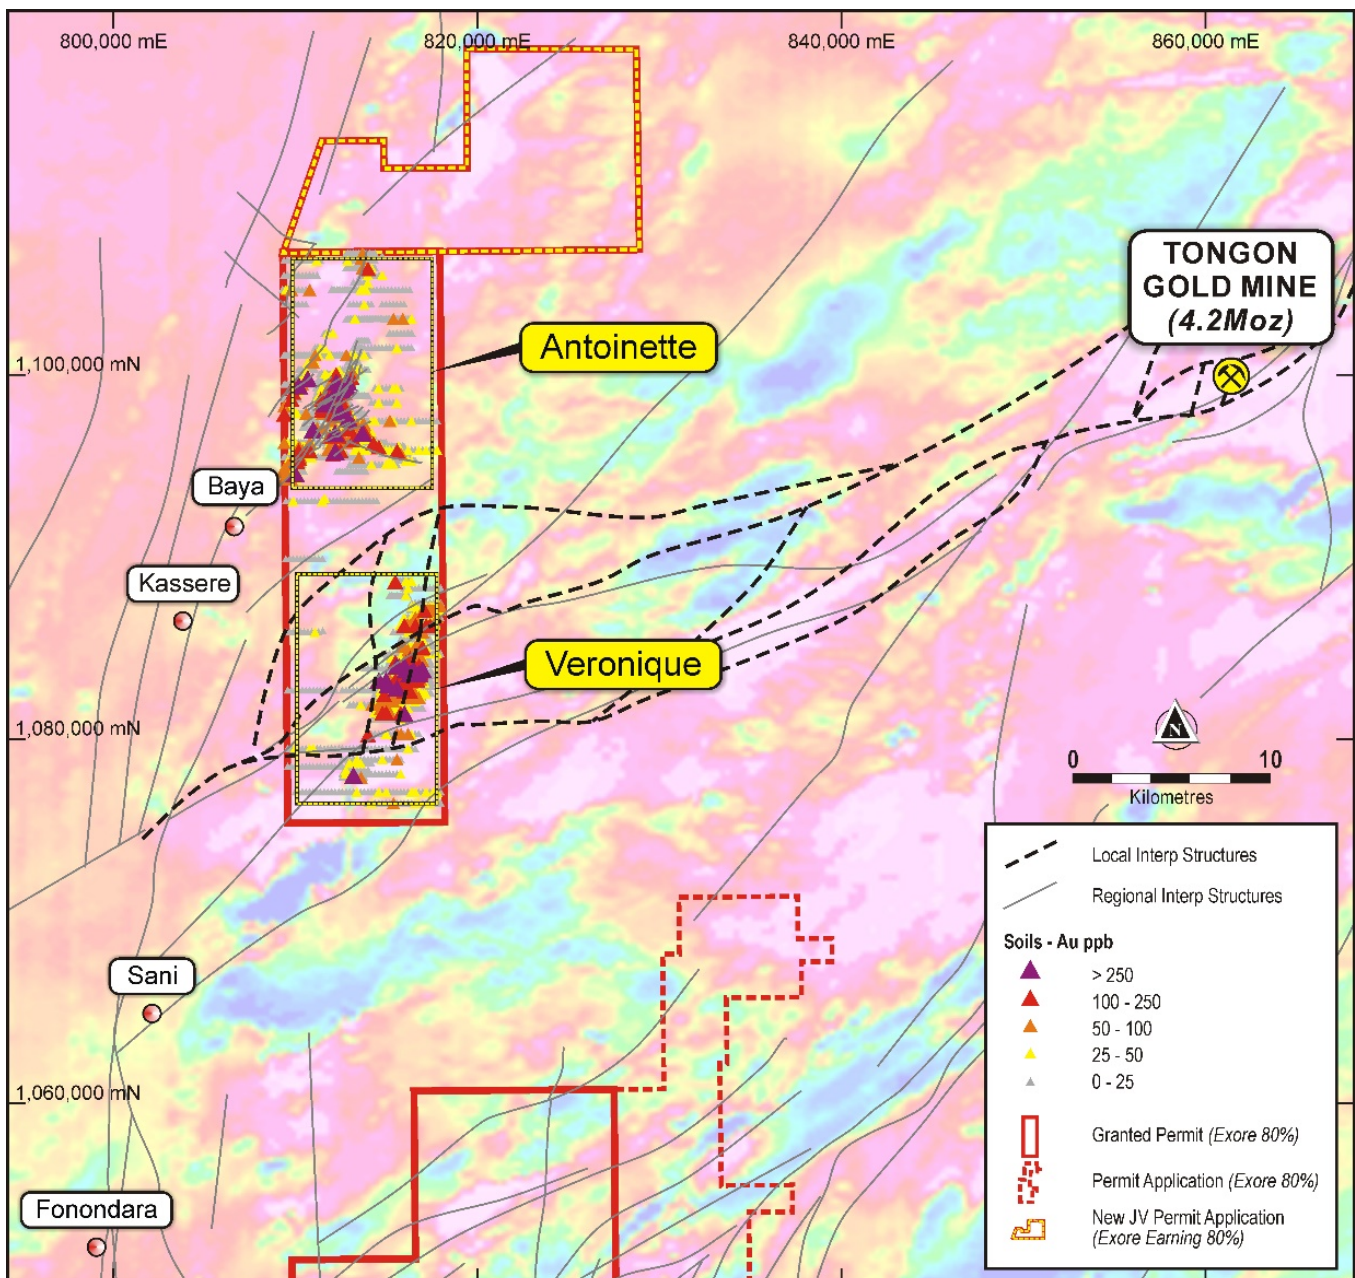 800,000 mE
820,000 mE
840,000 mE
860,000 mE
TONGON
GOLD MINE
(4.2Moz)
Antoinette
1,100,000 mN
Baya
Kassere
Veronique
1,080,000 mN
N
0 10
Kilometres
Sani
1,060,000 mN
Fonondara
Local Interp Structures
Regional Interp Structures
Soils - Au ppb
> 250
100 - 250
50 - 100
25 - 50
0 - 25
Granted Permit (Exore 80%)
Permit Application (Exore 80%)
New JV Permit Application
(Exore Earning 80%)